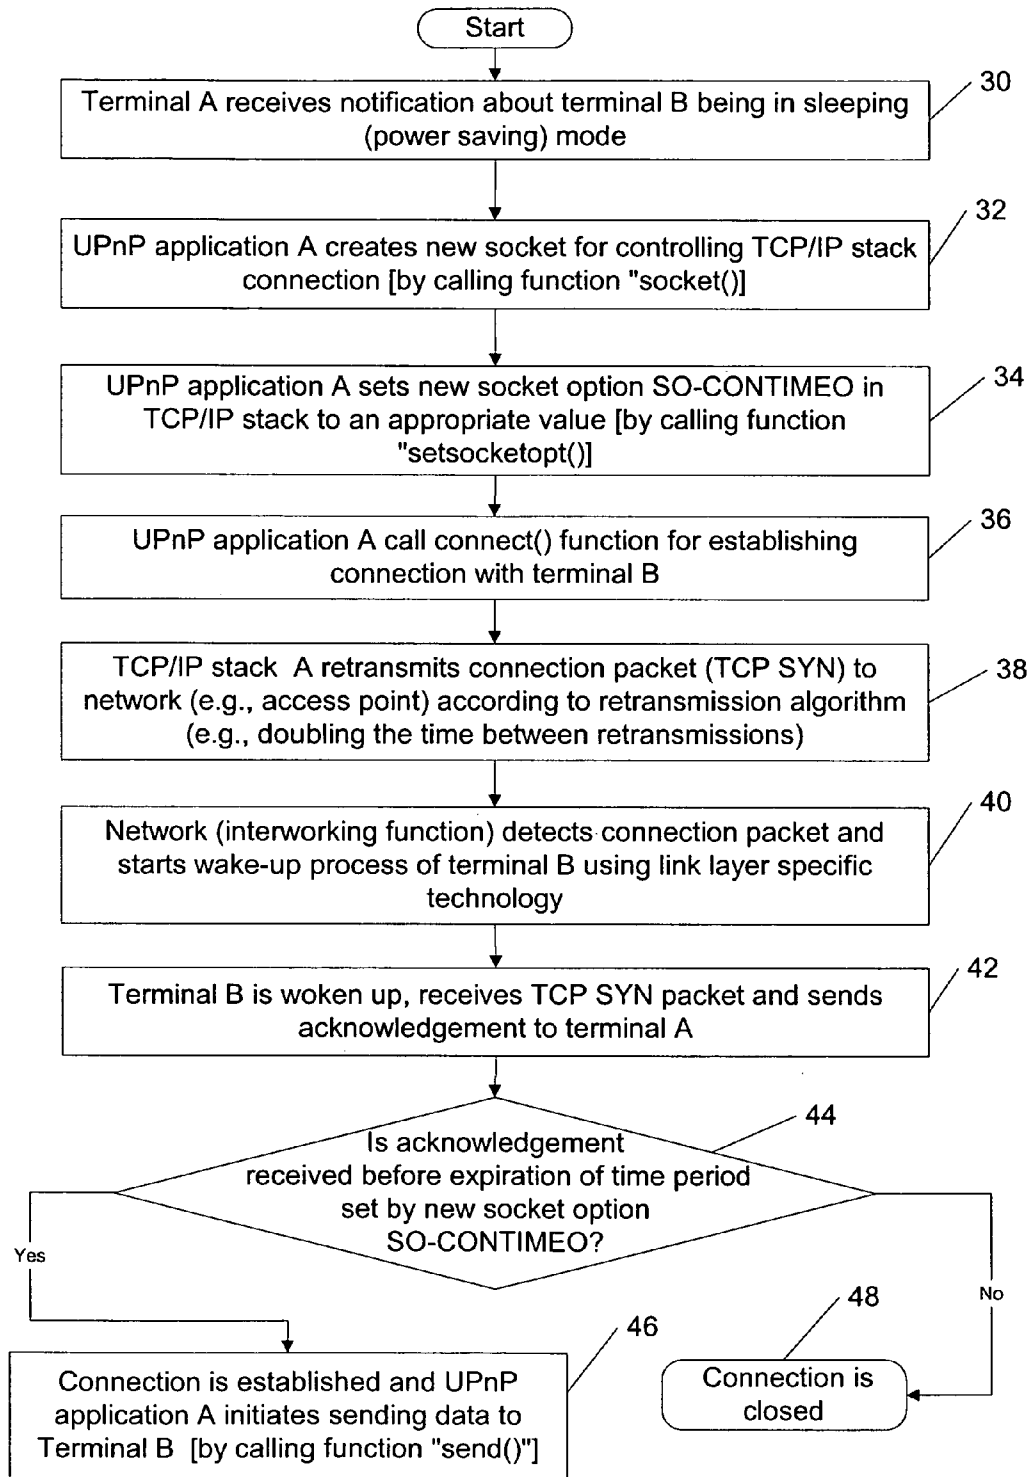 Start
Terminal A receives notification about terminal B being in sleeping
(power saving) mode
30
UPnP application A creates new socket for controlling TCP/IP stack
connection [by calling function "socket()]
32
UPnP application A sets new socket option SO-CONTIMEO in
TCP/IP stack to an appropriate value [by calling function
"setsocketopt()]
34
UPnP application A call connect() function for establishing
connection with terminal B
36
TCP/IP stack A retransmits connection packet (TCP SYN) to
network (e.g., access point) according to retransmission algorithm
(e.g., doubling the time between retransmissions)
38
Network (interworking function) detects connection packet and
starts wake-up process of terminal B using link layer specific
technology
40
Terminal B is woken up, receives TCP SYN packet and sends
acknowledgement to terminal A
42
Is acknowledgement
received before expiration of time period
set by new socket option
SO-CONTIMEO?
44
Yes
No
Connection is established and UPnP
application A initiates sending data to
Terminal B [by calling function "send()"]
46
Connection is
closed
48